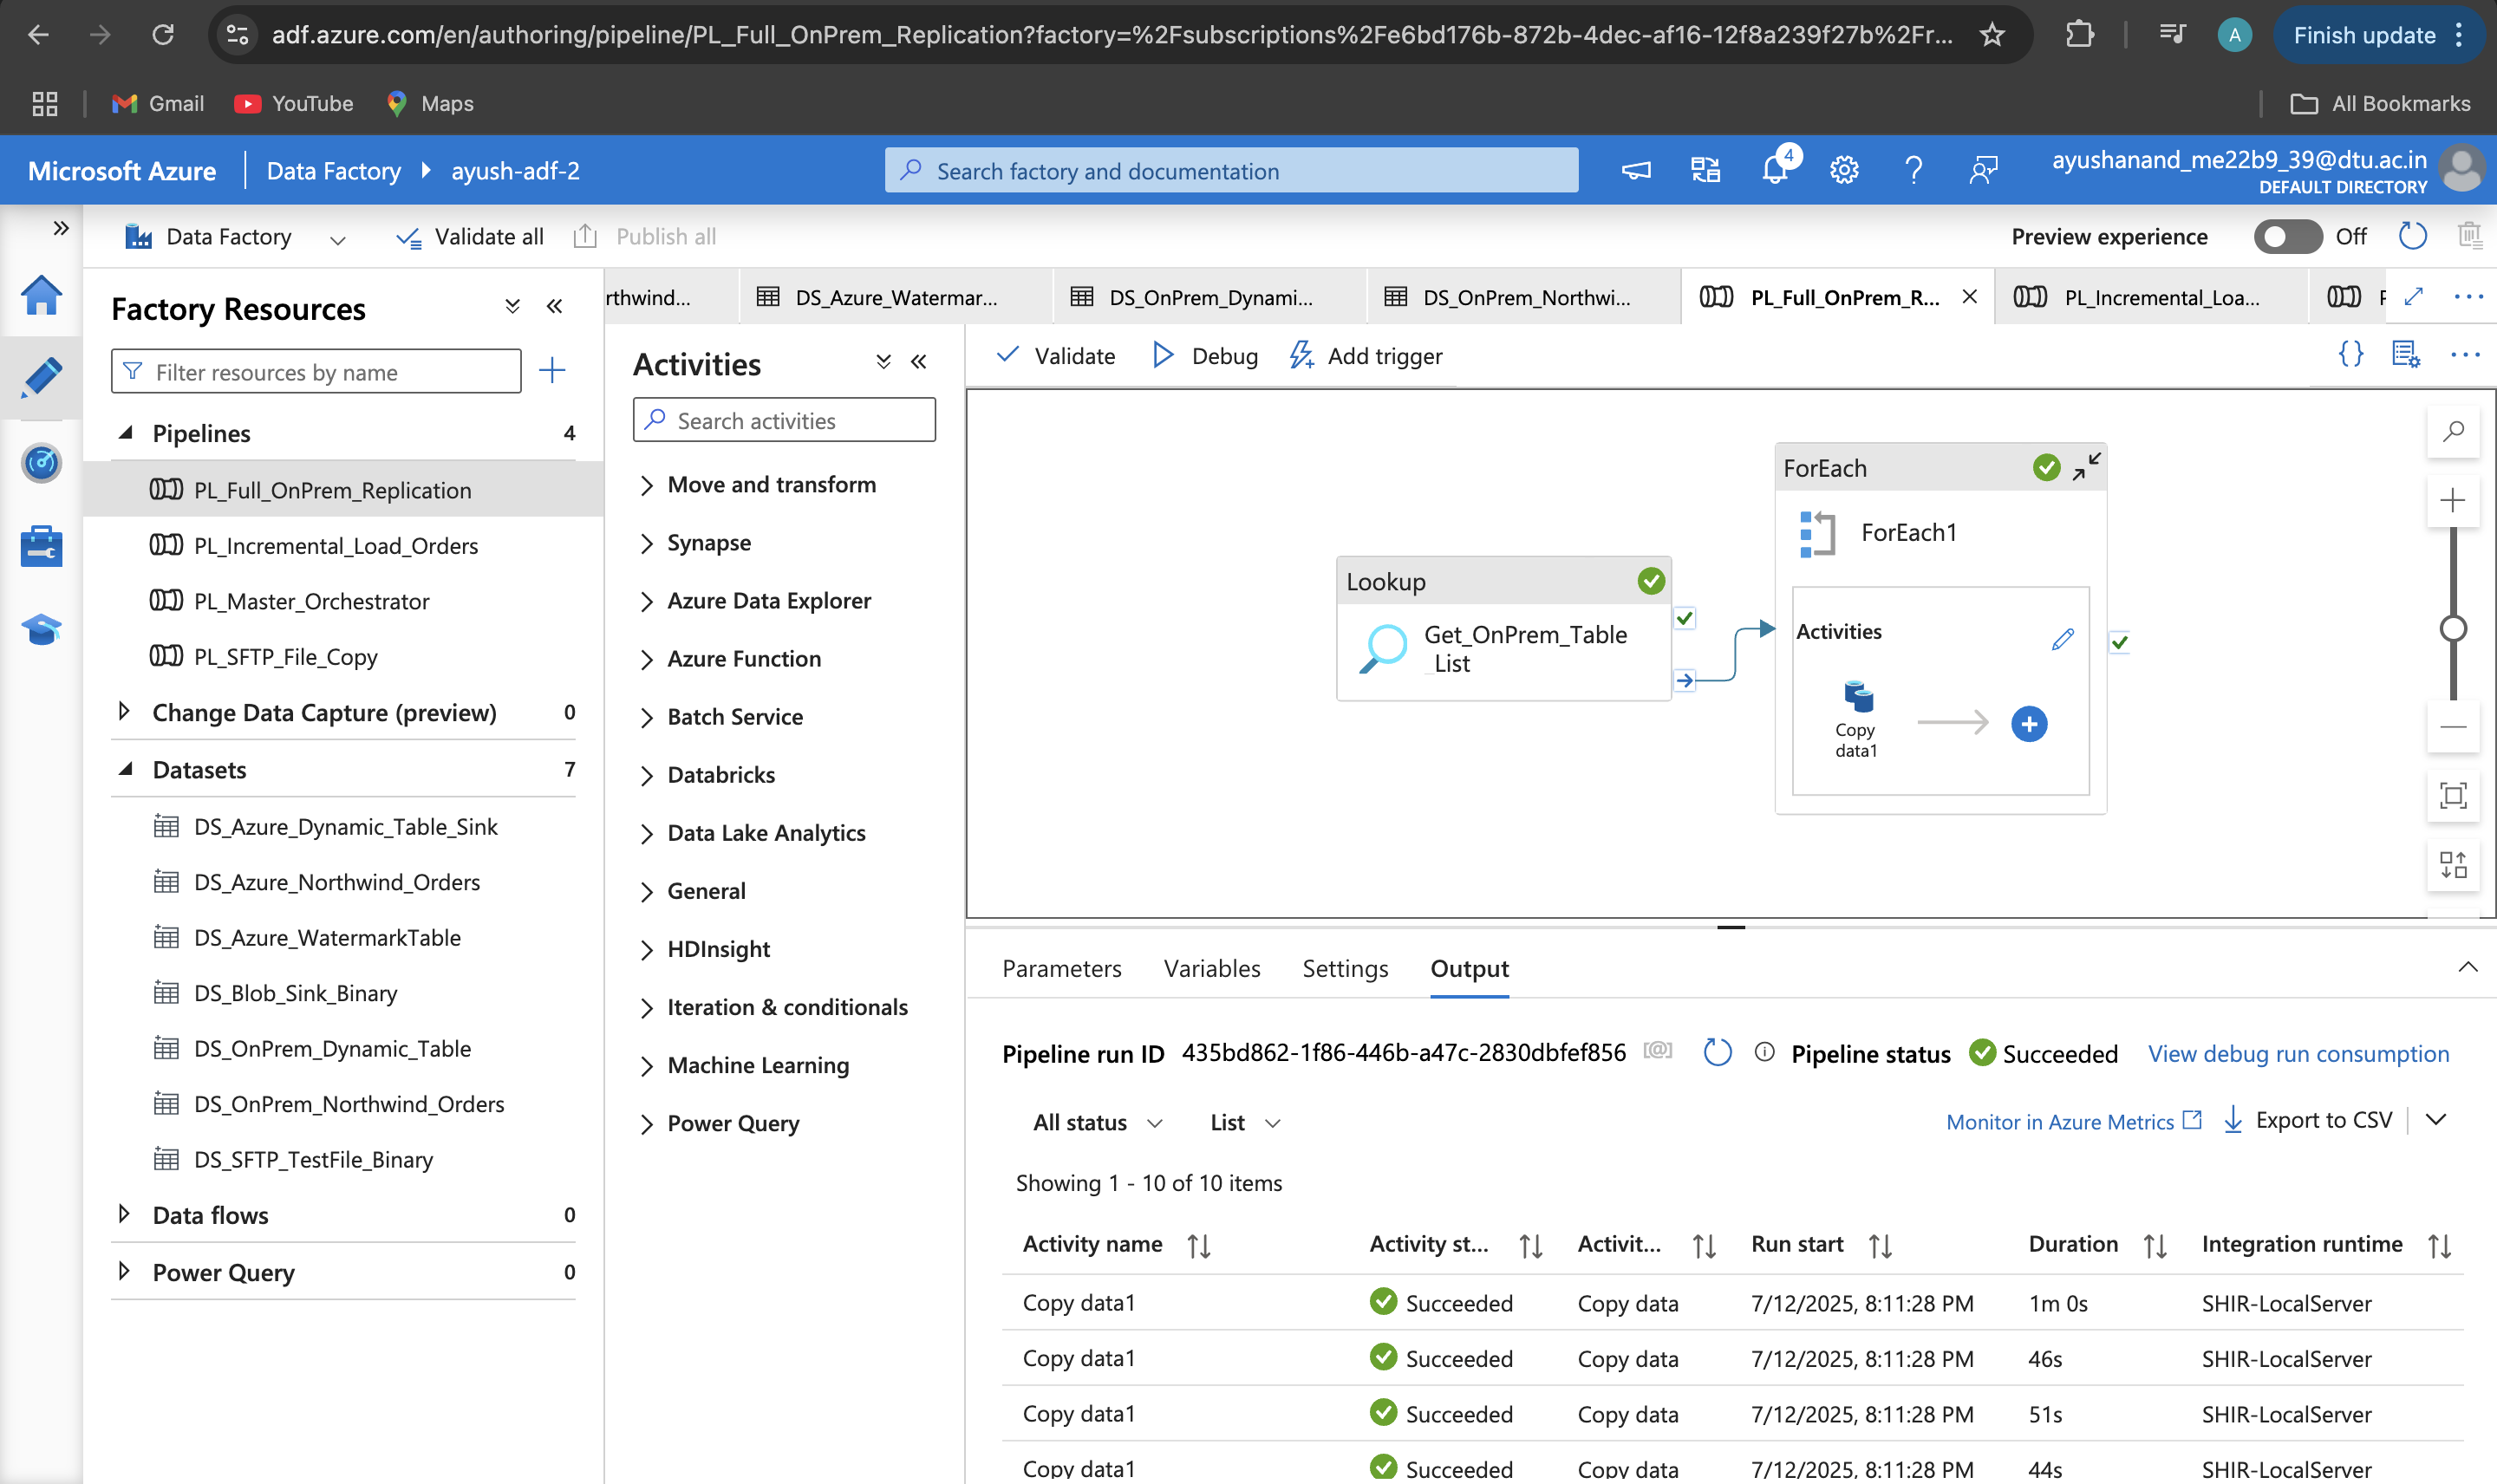 adf.azure.com/en/authoring/pipeline/PL_Full_OnPrem_Replication?factory=%2Fsubscriptions%2Fe6bd176b-872b-4dec-af16-12f8a239f27b%2Fr...
A
Finish update
Gmail
YouTube
Maps
All Bookmarks
Microsoft Azure
Data Factory
ayush-adf-2
Search factory and documentation
4
ayushanand_me22b9_39@dtu.ac.in
DEFAULT DIRECTORY
Data Factory
Validate all
Publish all
Preview experience
Off
Factory Resources
Filter resources by name
Pipelines 4
PL_Full_OnPrem_Replication
PL_Incremental_Load_Orders
PL_Master_Orchestrator
PL_SFTP_File_Copy
Change Data Capture (preview) 0
Datasets 7
DS_Azure_Dynamic_Table_Sink
DS_Azure_Northwind_Orders
DS_Azure_WatermarkTable
DS_Blob_Sink_Binary
DS_OnPrem_Dynamic_Table
DS_OnPrem_Northwind_Orders
DS_SFTP_TestFile_Binary
Data flows 0
Power Query 0
rthwind...
DS_Azure_Watermar...
DS_OnPrem_Dynami...
DS_OnPrem_Northwi...
PL_Full_OnPrem_R...
PL_Incremental_Loa...
Activities
Search activities
Move and transform
Synapse
Azure Data Explorer
Azure Function
Batch Service
Databricks
Data Lake Analytics
General
HDInsight
Iteration & conditionals
Machine Learning
Power Query
Validate
Debug
Add trigger
Lookup
Get_OnPrem_Table
_List
ForEach
ForEach1
Activities
Copy
data1
Parameters
Variables
Settings
Output
Pipeline run ID 435bd862-1f86-446b-a47c-2830dbfef856
Pipeline status Succeeded
View debug run consumption
All status
List
Monitor in Azure Metrics
Export to CSV
Showing 1 - 10 of 10 items
Activity name Activity st... Activit... Run start Duration Integration runtime
Copy data1 Succeeded Copy data 7/12/2025, 8:11:28 PM 1m 0s SHIR-LocalServer
Copy data1 Succeeded Copy data 7/12/2025, 8:11:28 PM 46s SHIR-LocalServer
Copy data1 Succeeded Copy data 7/12/2025, 8:11:28 PM 51s SHIR-LocalServer
Copy data1 Succeeded Copy data 7/12/2025, 8:11:28 PM 44s SHIR-LocalServer